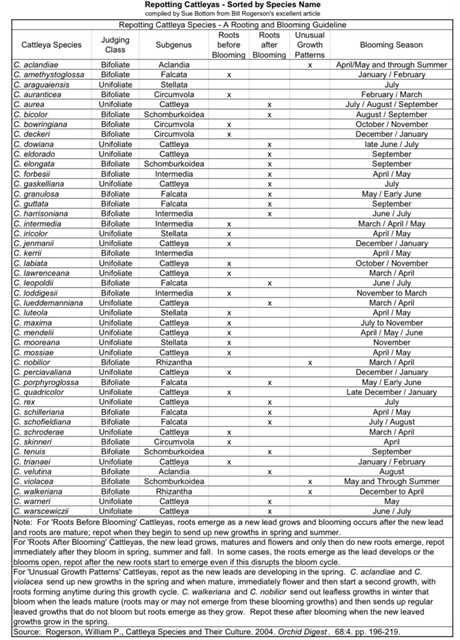 Repotting Cattleyas - Sorted by Species Name
compiled by Sue Bottom from Bill Rogerson's excellent article
Repotting Cattleya Species - A Rooting and Blooming Guideline
Cattleya Species Judging Class Subgenus Roots before Blooming Roots after Blooming Unusual Growth Patterns Blooming Season
C. aclandiae Bifoliate Aclandia x April/May and through Summer
C. amethystoglossa Bifoliate Falcata x January / February
C. araguaiensis Unifoliate Stellata July
C. auranticea Bifoliate Circumvola x February / March
C. aurea Unifoliate Cattleya x July / August / September
C. bicolor Bifoliate Schomburkoidea x August / September
C. bowringiana Bifoliate Circumvola x October / November
C. deckeri Bifoliate Circumvola x December / January
C. dowiana Unifoliate Cattleya x late June / July
C. eldorado Unifoliate Cattleya x September
C. elongata Bifoliate Schomburkoidea x September
C. forbesii Bifoliate Intermedia x April / May
C. gaskelliana Unifoliate Cattleya x July
C. granulosa Bifoliate Falcata x May / Early June
C. guttata Bifoliate Falcata x September
C. harrisoniana Bifoliate Intermedia x June / July
C. intermedia Bifoliate Intermedia x March / April / May
C. iricolor Unifoliate Stellata x April / May
C. jenmanii Unifoliate Cattleya x December / January
C. kerrii Bifoliate Intermedia April / May
C. labiata Unifoliate Cattleya x October / November
C. lawrenceana Unifoliate Cattleya x March / April
C. leopoldii Bifoliate Falcata x June / July
C. loddigesii Bifoliate Intermedia x November to March
C. lueddemanniana Unifoliate Cattleya x March / April
C. luteola Unifoliate Stellata x April / May
C. maxima Unifoliate Cattleya x July to November
C. mendelii Unifoliate Cattleya x April / May / June
C. mooreana Unifoliate Stellata x November
C. mossiae Unifoliate Cattleya x April / May
C. nobilior Bifoliate Rhizantha x March / April
C. percivaliana Unifoliate Cattleya x December
C. porphyroglossa Bifoliate Falcata x May / Early June
C. quadricolor Unifoliate Cattleya x Late December / January
C. rex Unifoliate Cattleya x July
C. schilleriana Bifoliate Falcata x April / May
C. schofieldiana Bifoliate Falcata x July / August
C. schroderae Unifoliate Cattleya x March / April
C. skinneri Bifoliate Circumvola x April
C. tenuis Bifoliate Schomburkoidea x September
C. trianaei Unifoliate Cattleya x January / February
C. velutina Bifoliate Aclandia x August
C. violacea Bifoliate Schomburkoidea x May and Through Summer
C. walkeriana Bifoliate Rhizantha x December to April
C. warneri Unifoliate Cattleya x May
C. warscewiczii Unifoliate Cattleya x June / July
Note: For 'Roots Before Blooming' Cattleyas, roots emerge as a new lead grows and blooming occurs after the new lead
and roots are mature; repot when they begin to send up new growths in spring and summer.
For 'Roots After Blooming' Cattleyas, the new lead grows, matures and flowers and only then do new roots emerge, repot
immediately after they bloom in spring, summer and fall. In some cases, the roots emerge as the lead develops or the
blooms open, repot after the new roots start to emerge even if this disrupts the bloom cycle.
For 'Unusual Growth Patterns' Cattleyas, repot as the new leads are developing in the spring. C. aclandiae and C.
violacea send up new growths in the spring and when mature, immediately flower and then start a second growth, with
roots forming anytime during this growth cycle. C. walkeriana and C. nobilior send out leafless growths in winter that
bloom when the leads mature (roots may or may not emerge from these blooming growths) and then sends up regular
leaved growths that do not bloom but roots emerge as they grow. Repot these after blooming when the new leaved
growths grow in the spring.
Source: Rogerson, William P., Cattleya Species and Their Culture. 2004. Orchid Digest. 68:4. pp. 196-219.